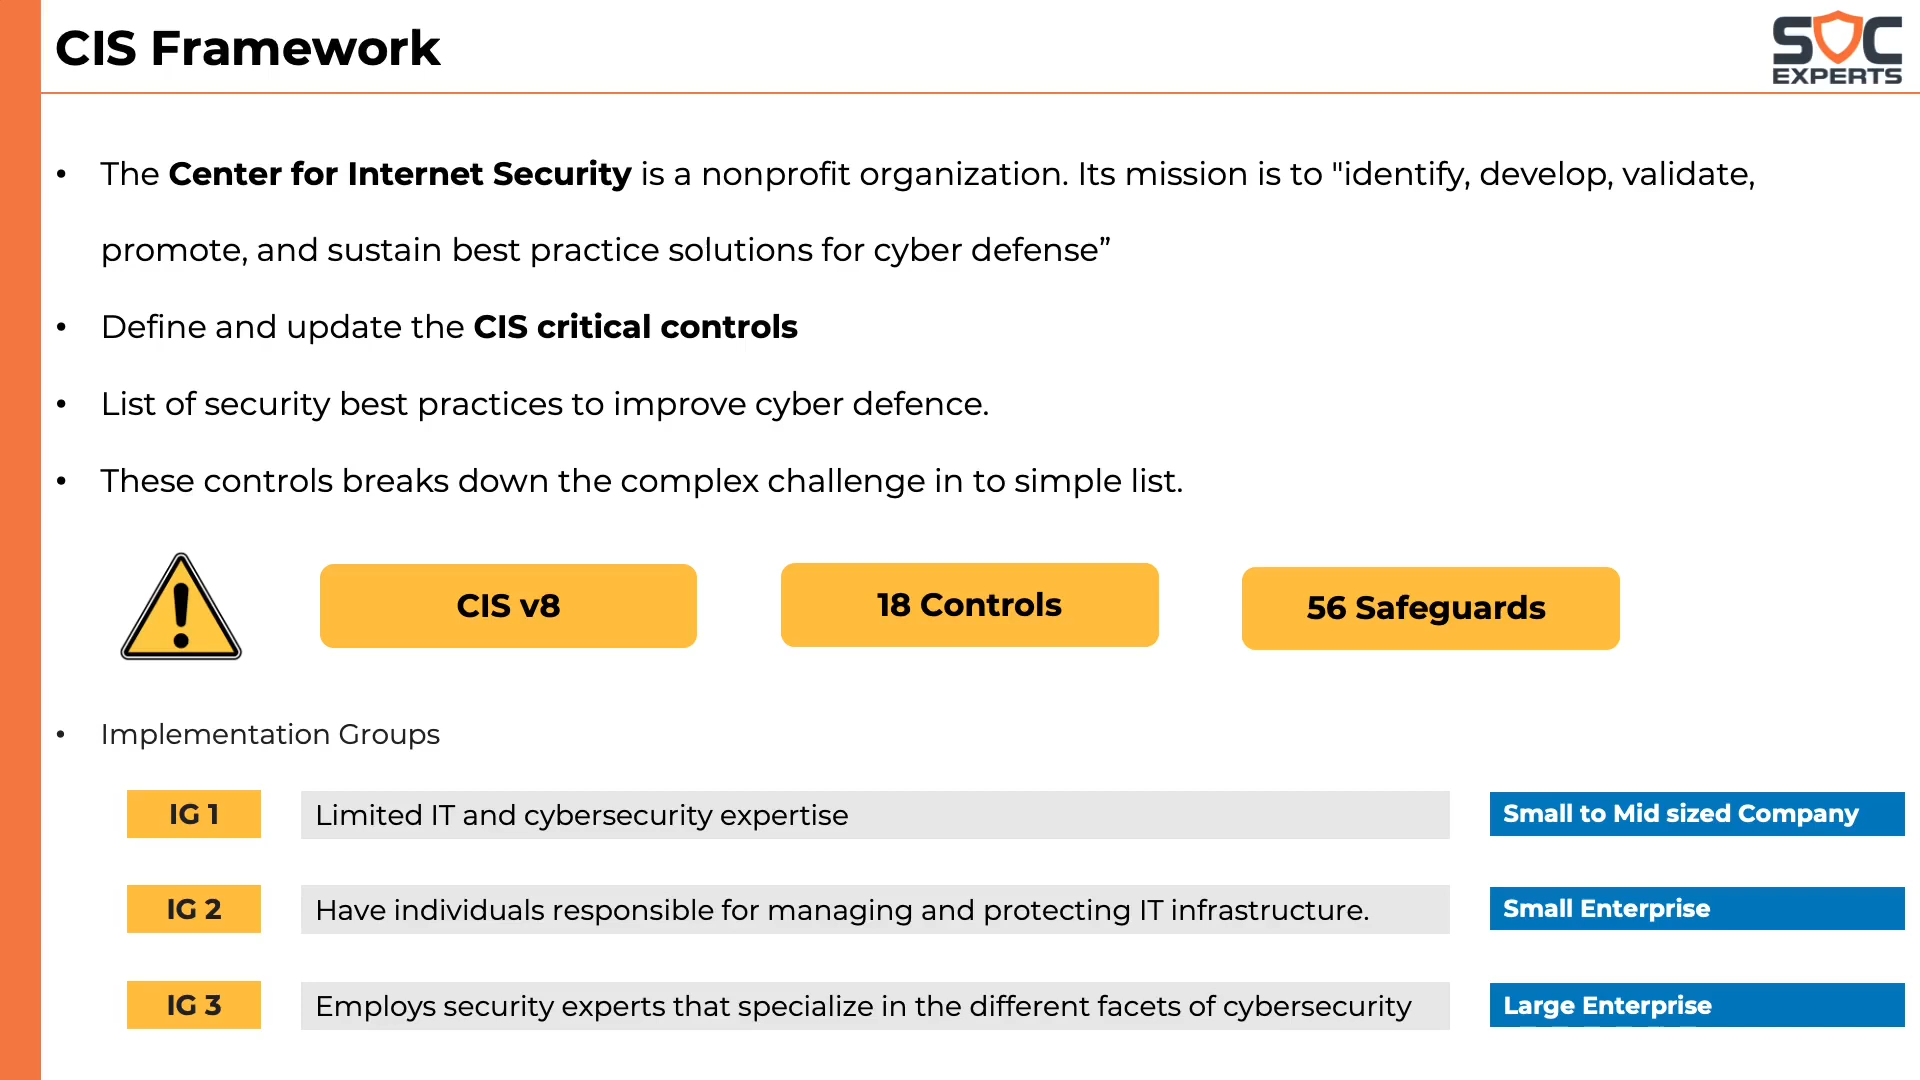 CIS Framework
SOC
EXPERTS
• The Center for Internet Security is a nonprofit organization. Its mission is to "identify, develop, validate,
promote, and sustain best practice solutions for cyber defense”
• Define and update the CIS critical controls
• List of security best practices to improve cyber defence.
• These controls breaks down the complex challenge in to simple list.
CIS v8
18 Controls
56 Safeguards
• Implementation Groups
IG 1
Limited IT and cybersecurity expertise
Small to Mid sized Company
IG 2
Have individuals responsible for managing and protecting IT infrastructure.
Small Enterprise
IG 3
Employs security experts that specialize in the different facets of cybersecurity
Large Enterprise